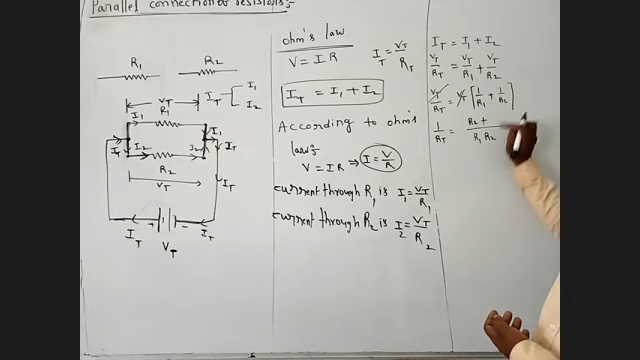 Parallel connection of resistors:-
R1 R2
VT
R1
IT I1
I2
I1 I1
IT I2 I2 IT
R2
VT
IT
+ -
IT VT IT
ohm's law
V = IR IT = VT/RT
IT = I1 + I2
According to ohm's
law:-
V = IR ⇒ I = V/R
current through R1 is I1 = VT/R1
current through R2 is I2 = VT/R2
IT = I1 + I2
VT/RT = VT/R1 + VT/R2
VT/RT = VT [1/R1 + 1/R2]
1/RT = R2 + / R1 R2